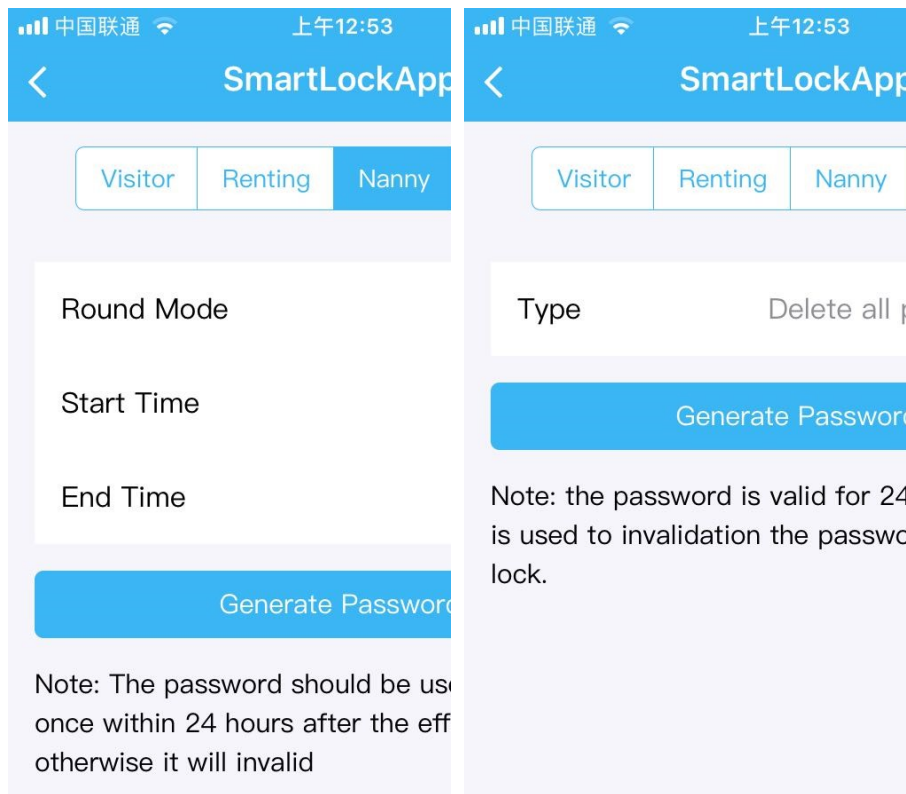 中国联通 上午12:53
SmartLockApp
Visitor Renting Nanny
Round Mode
Start Time
End Time
Generate Password
Note: The password should be
once within 24 hours after the
otherwise it will invalid
中国联通 上午12:53
SmartLockApp
Visitor Renting Nanny
Type Delete all
Generate Password
Note: the password is valid for 24
is used to invalidation the
lock.